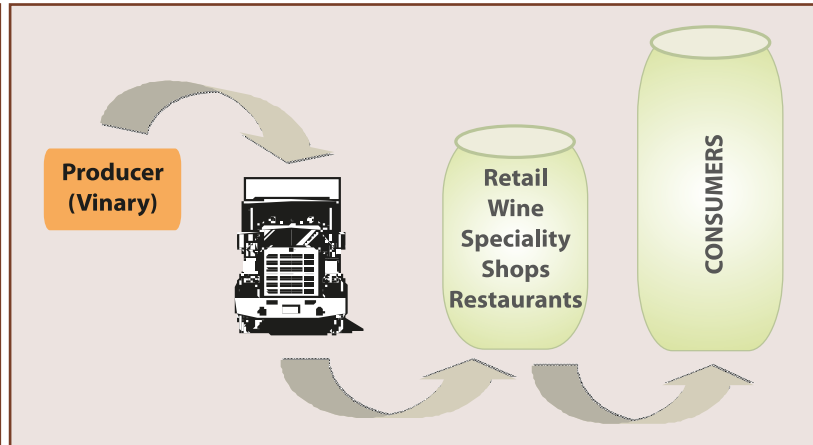 Producer
(Vinary)
Retail
Wine
Speciality
Shops
Restaurants
CONSUMERS